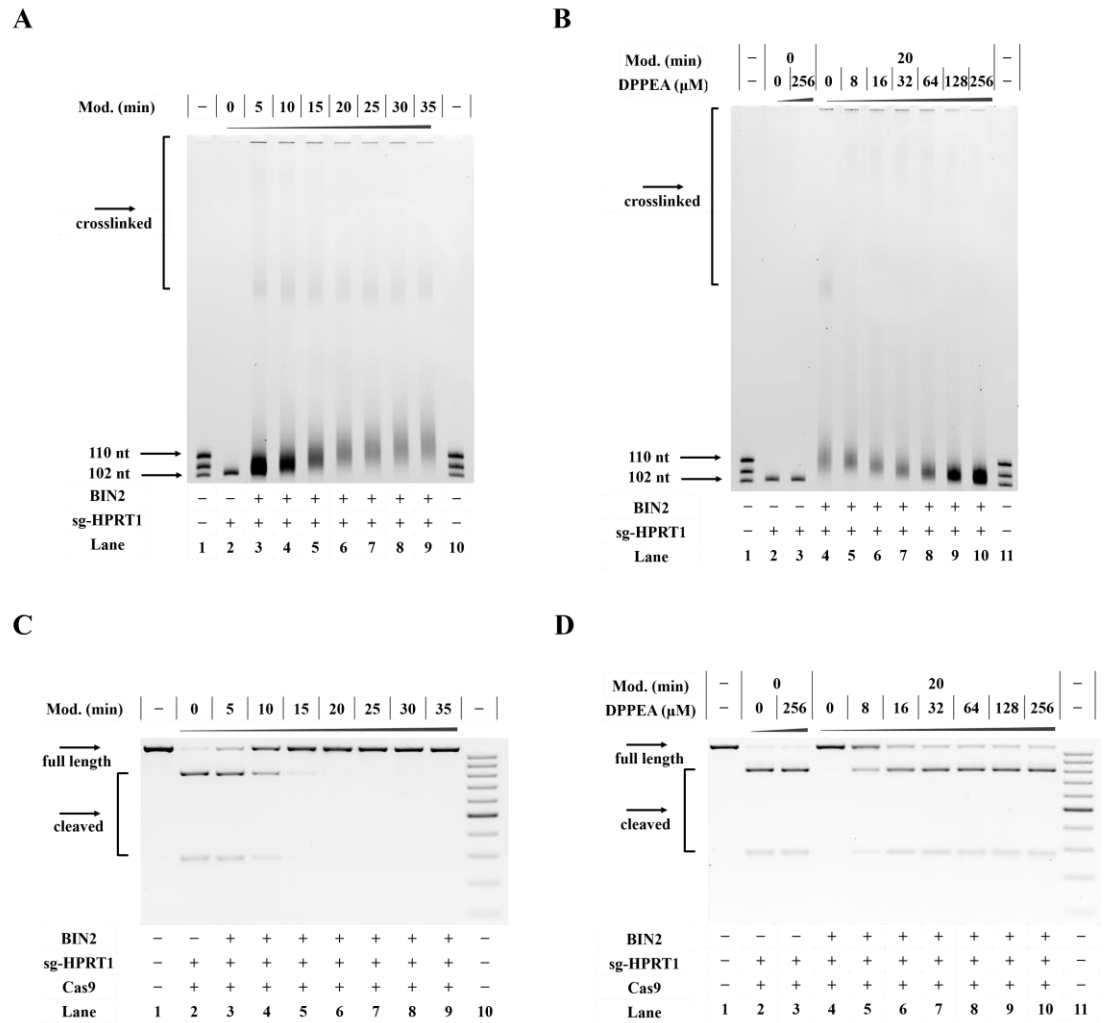 A
Mod. (min) – 0 5 10 15 20 25 30 35 –
crosslinked
110 nt
102 nt
BIN2 – – + + + + + + + –
sg-HPRT1 – + + + + + + + + –
Lane 1 2 3 4 5 6 7 8 9 10
B
Mod. (min) – 0 20 –
DPPEA (μM) – 0 256 0 8 16 32 64 128 256 –
crosslinked
110 nt
102 nt
BIN2 – – – + + + + + + + –
sg-HPRT1 – + + + + + + + + + –
Lane 1 2 3 4 5 6 7 8 9 10 11
C
Mod. (min) – 0 5 10 15 20 25 30 35 –
full length
cleaved
BIN2 – – + + + + + + + –
sg-HPRT1 – + + + + + + + + –
Cas9 – + + + + + + + + –
Lane 1 2 3 4 5 6 7 8 9 10
D
Mod. (min) – 0 20 –
DPPEA (μM) – 0 256 0 8 16 32 64 128 256 –
full length
cleaved
BIN2 – – – + + + + + + + –
sg-HPRT1 – + + + + + + + + + –
Cas9 – + + + + + + + + + –
Lane 1 2 3 4 5 6 7 8 9 10 11